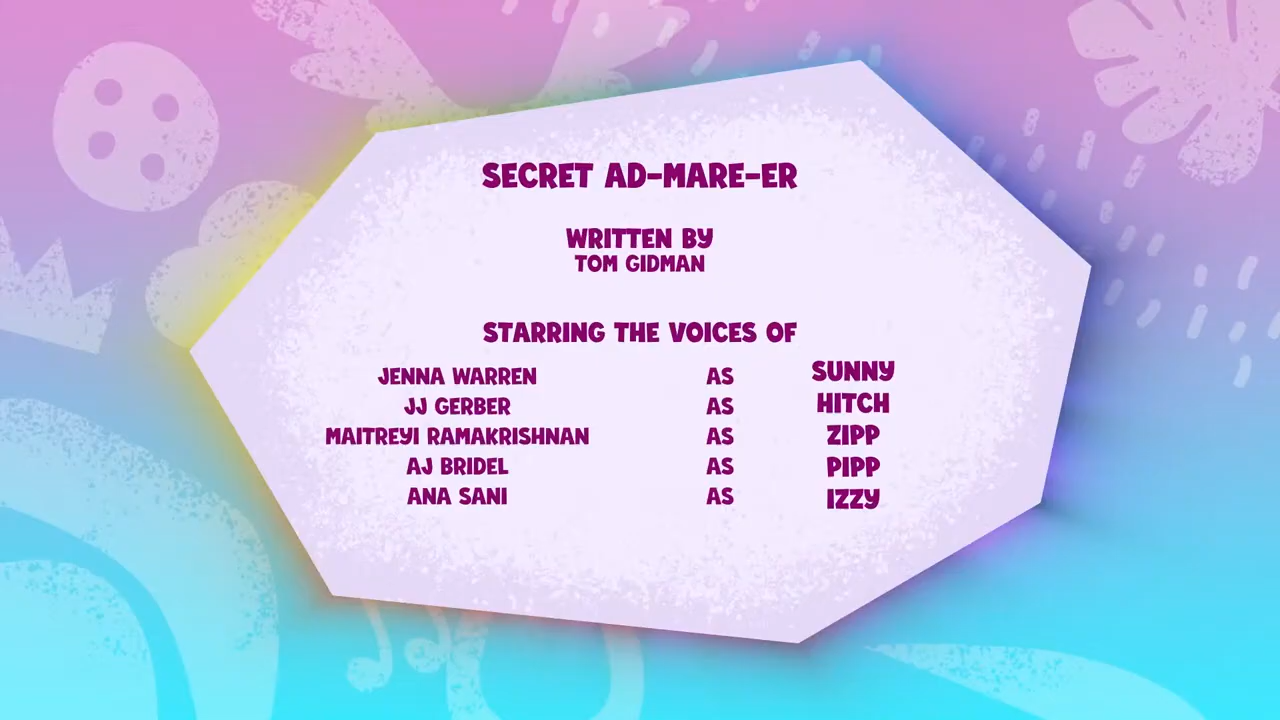 SECRET AD-MARE-ER
WRITTEN BY
TOM GIDMAN
STARRING THE VOICES OF
JENNA WARREN AS SUNNY
JJ GERBER AS HITCH
MAITREYI RAMAKRISHNAN AS ZIPP
AJ BRIDEL AS PIPP
ANA SANI AS IZZY